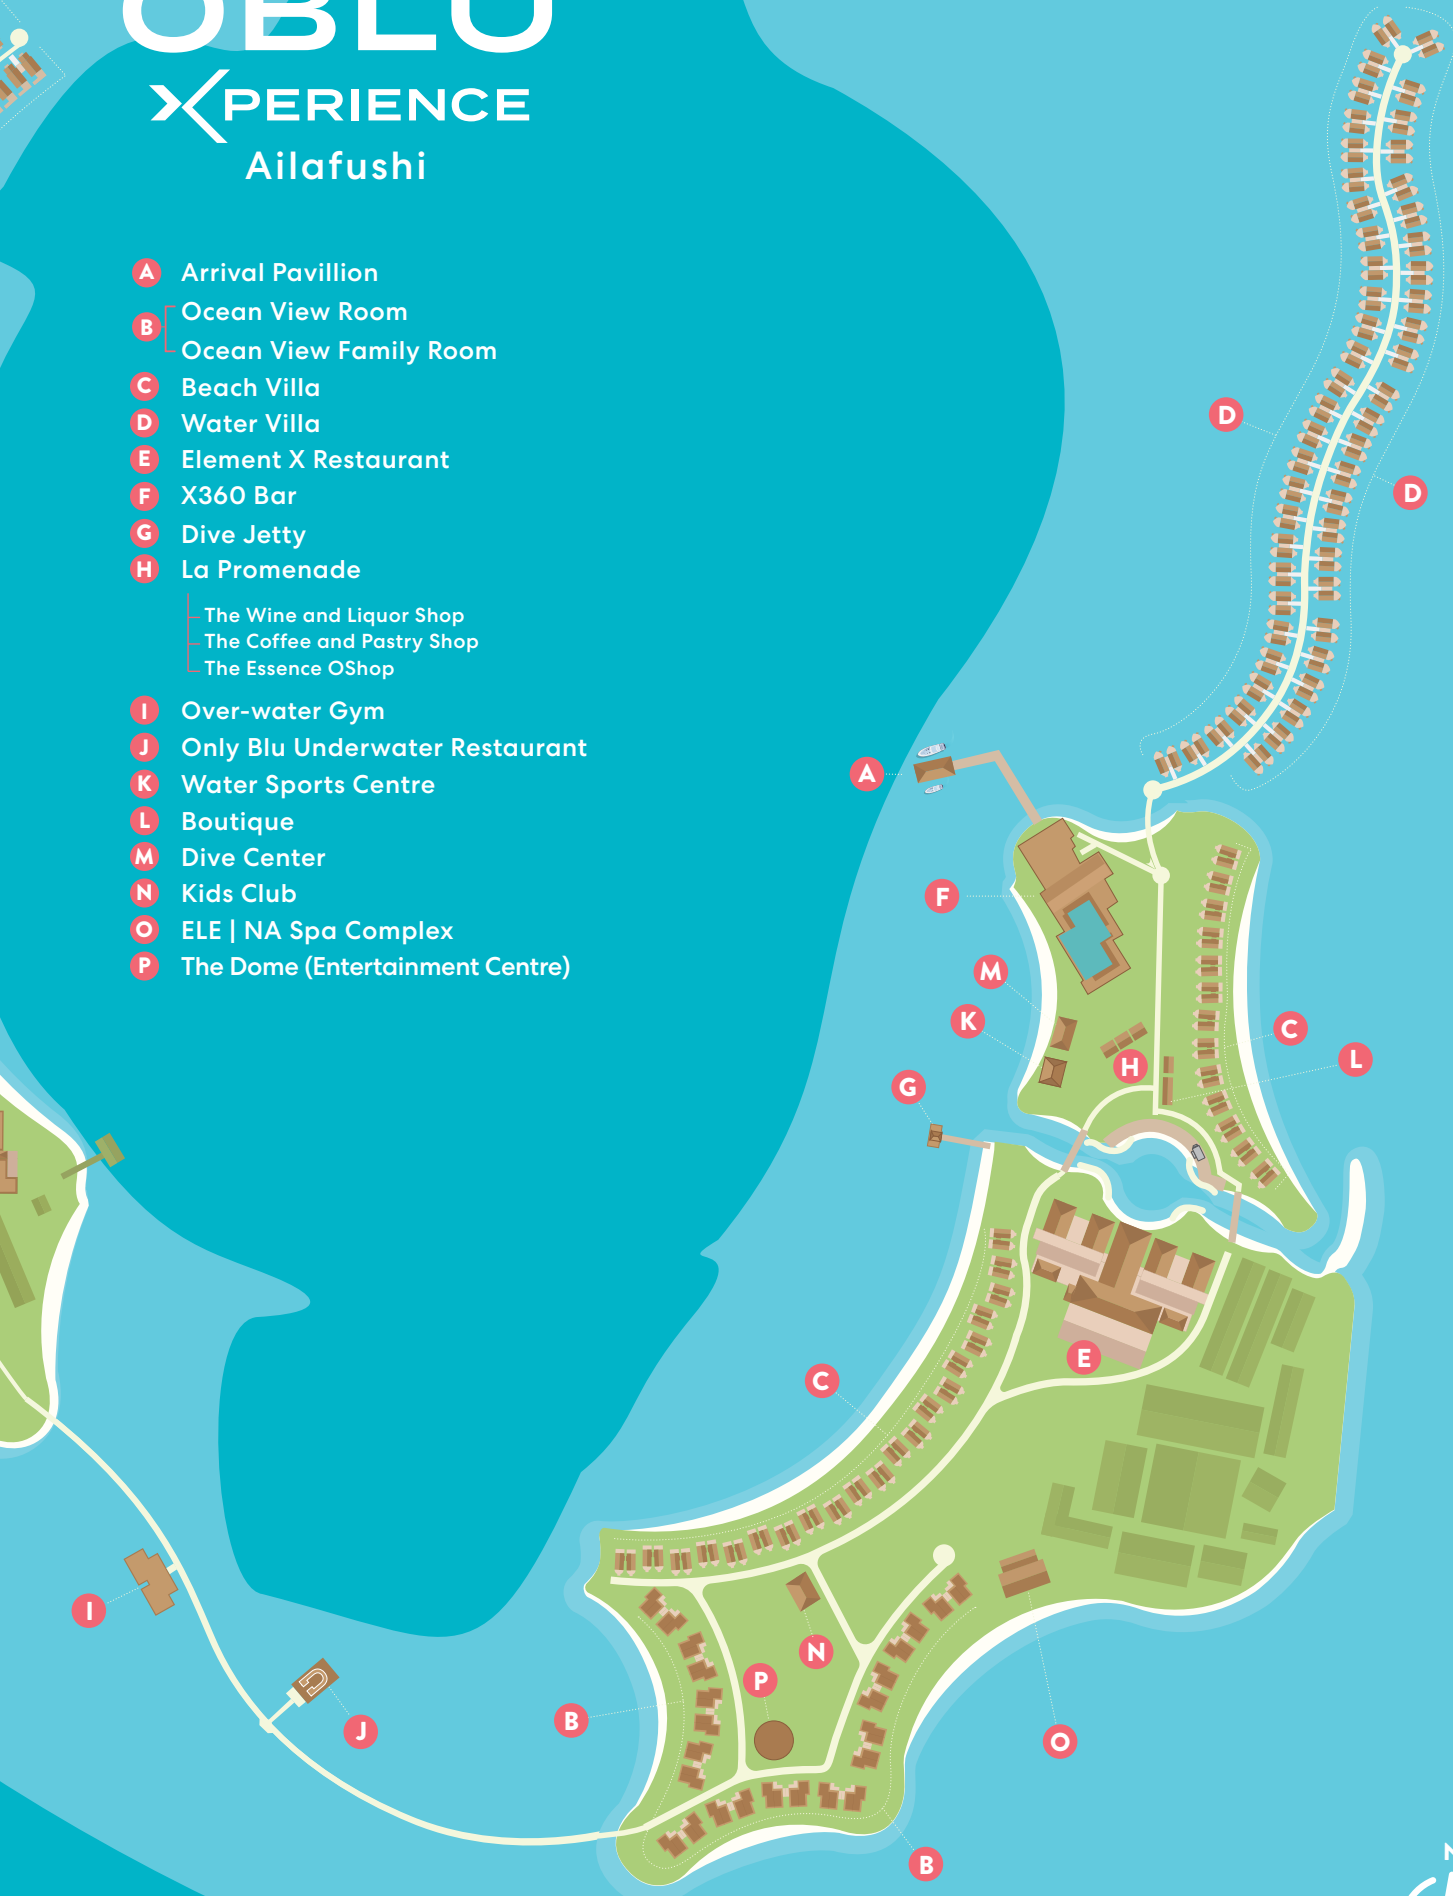 OBLU
XPERIENCE
Ailafushi
A Arrival Pavillion
B Ocean View Room
Ocean View Family Room
C Beach Villa
D Water Villa
E Element X Restaurant
F X360 Bar
G Dive Jetty
H La Promenade
The Wine and Liquor Shop
The Coffee and Pastry Shop
The Essence OShop
I Over-water Gym
J Only Blu Underwater Restaurant
K Water Sports Centre
L Boutique
M Dive Center
N Kids Club
O ELE | NA Spa Complex
P The Dome (Entertainment Centre)
D
D
A
F
M
K
C
H
L
G
E
C
I
N
P
B
J
O
B